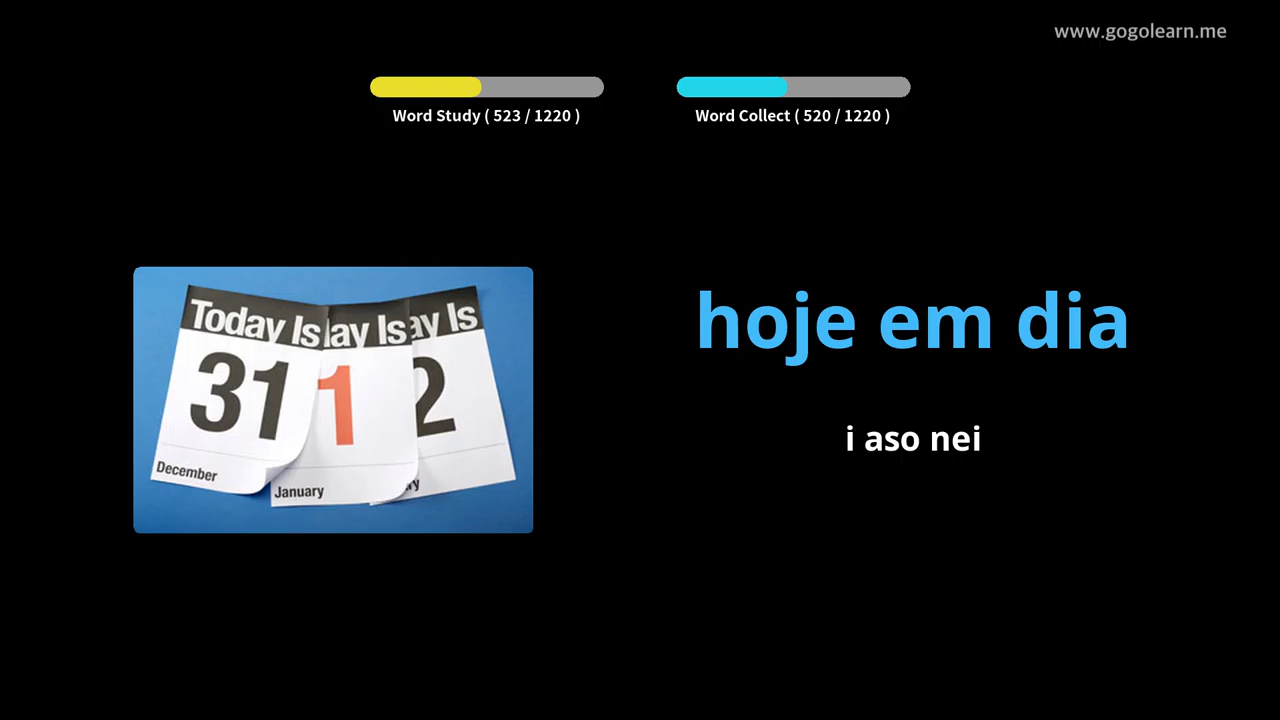 www.gogolearn.me
Word Study ( 523 / 1220 )
Word Collect ( 520 / 1220 )
Today Is
ay Is
ay Is
31
1
2
December
January
ry
hoje em dia
i aso nei